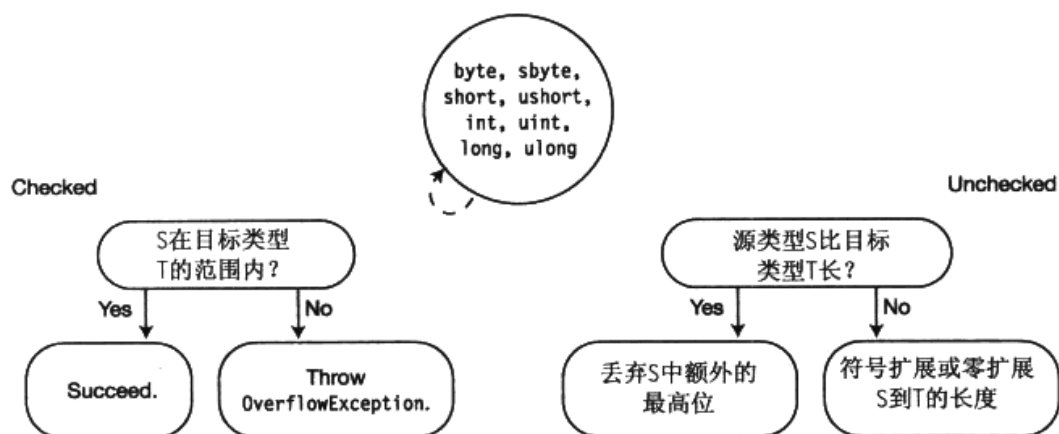 byte, sbyte,
short, ushort,
int, uint,
long, ulong
Checked
Unchecked
S在目标类型
T的范围内?
源类型S比目标
类型T长?
Yes
No
Yes
No
Succeed.
Throw
OverflowException.
丢弃S中额外的
最高位
符号扩展或零扩展
S到T的长度